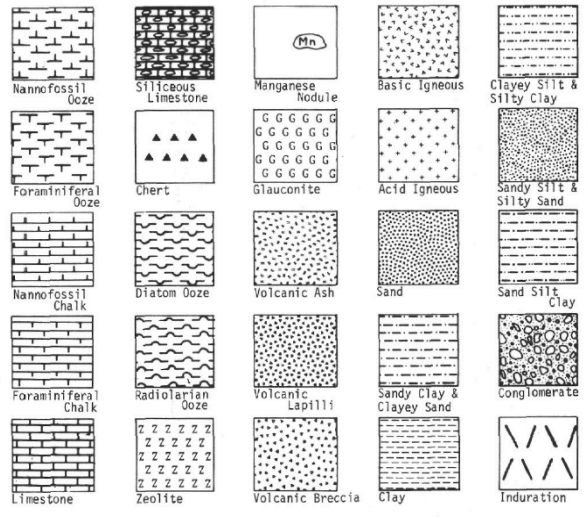 Mn
Nannofossil
Ooze
Siliceous
Limestone
Manganese
Nodule
Basic Igneous
Clayey Silt &
Silty Clay
G G G G G G
G G G G G
G G G G G G
G G G G G
G G G G G G
Foraminiferal
Ooze
Chert
Glauconite
Acid Igneous
Sandy Silt &
Silty Sand
Nannofossil
Chalk
Diatom Ooze
Volcanic Ash
Sand
Sand Silt
Clay
Foraminiferal
Chalk
Radiolarian
Ooze
Volcanic
Lapilli
Sandy Clay &
Clayey Sand
Conglomerate
Z Z Z Z Z Z
Z Z Z Z Z
Z Z Z Z Z Z
Z Z Z Z Z
Z Z Z Z Z Z
Limestone
Zeolite
Volcanic Breccia
Clay
Induration